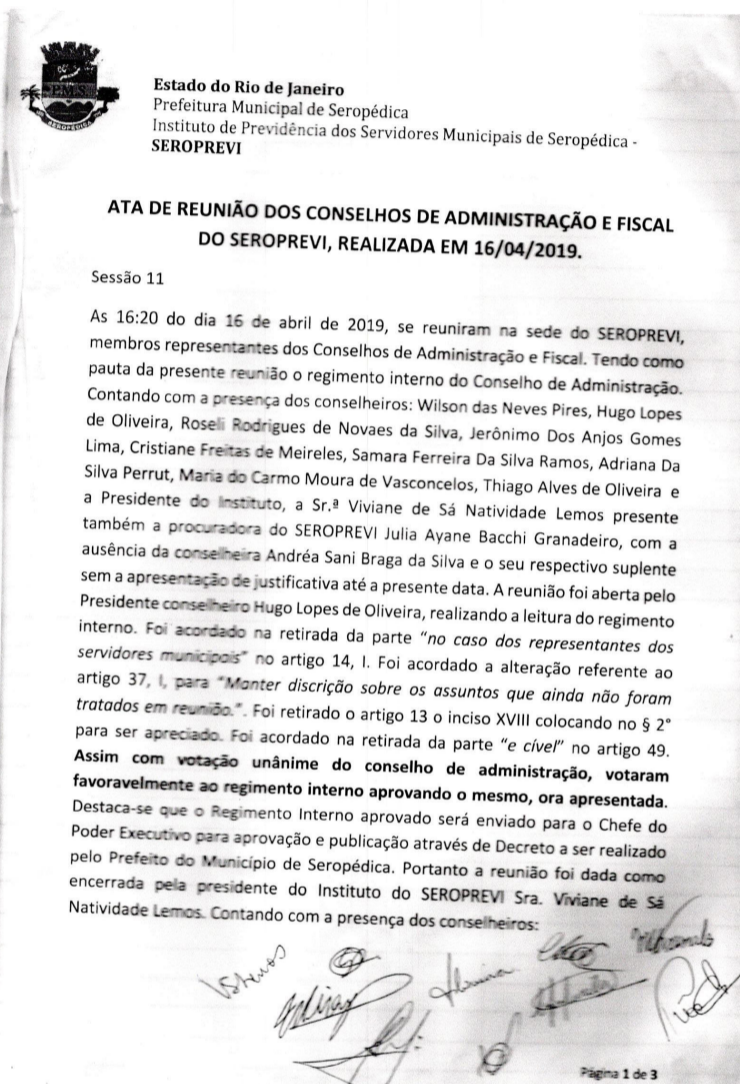 P.M.S.
SEROPÉDICA
Estado do Rio de Janeiro
Prefeitura Municipal de Seropédica
Instituto de Previdência dos Servidores Municipais de Seropédica -
SEROPREVI
ATA DE REUNIÃO DOS CONSELHOS DE ADMINISTRAÇÃO E FISCAL
DO SEROPREVI, REALIZADA EM 16/04/2019.
Sessão 11
As 16:20 do dia 16 de abril de 2019, se reuniram na sede do SEROPREVI,
membros representantes dos Conselhos de Administração e Fiscal. Tendo como
pauta da presente reunião o regimento interno do Conselho de Administração.
Contando com a presença dos conselheiros: Wilson das Neves Pires, Hugo Lopes
de Oliveira, Roseli Rodrigues de Novaes da Silva, Jerônimo Dos Anjos Gomes
Lima, Cristiane Freitas de Meireles, Samara Ferreira Da Silva Ramos, Adriana Da
Silva Perrut, Maria do Carmo Moura de Vasconcelos, Thiago Alves de Oliveira e
a Presidente do Instituto, a Sr.ª Viviane de Sá Natividade Lemos presente
também a procuradora do SEROPREVI Julia Ayane Bacchi Granadeiro, com a
ausência da conselheira Andréa Sani Braga da Silva e o seu respectivo suplente
sem a apresentação de justificativa até a presente data. A reunião foi aberta pelo
Presidente conselheiro Hugo Lopes de Oliveira, realizando a leitura do regimento
interno. Foi acordado na retirada da parte “no caso dos representantes dos
servidores municipais” no artigo 14, I. Foi acordado a alteração referente ao
artigo 37, I, para “Manter discrição sobre os assuntos que ainda não foram
tratados em reunião.”. Foi retirado o artigo 13 o inciso XVIII colocando no § 2°
para ser apreciado. Foi acordado na retirada da parte “e cível” no artigo 49.
Assim com votação unânime do conselho de administração, votaram
favoravelmente ao regimento interno aprovando o mesmo, ora apresentada.
Destaca-se que o Regimento Interno aprovado será enviado para o Chefe do
Poder Executivo para aprovação e publicação através de Decreto a ser realizado
pelo Prefeito do Município de Seropédica. Portanto a reunião foi dada como
encerrada pela presidente do Instituto do SEROPREVI Sra. Viviane de Sá
Natividade Lemos. Contando com a presença dos conselheiros:
Página 1 de 3